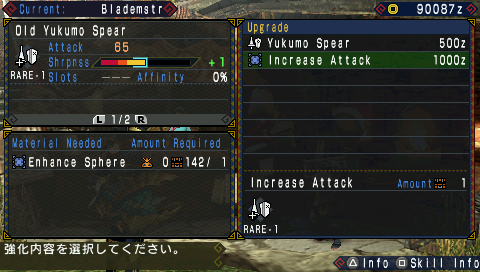 Current: Blademstr
90087z
Old Yukumo Spear
Attack 65
Shrpnss +1
RARE-1 Slots --- Affinity 0%
L 1/2 R
Material Needed Amount Required
Enhance Sphere 0 142/ 1
Upgrade
Yukumo Spear 500z
Increase Attack 1000z
Increase Attack Amount 1
RARE-1
強化内容を選択してください。
△ Info □ Skill Info